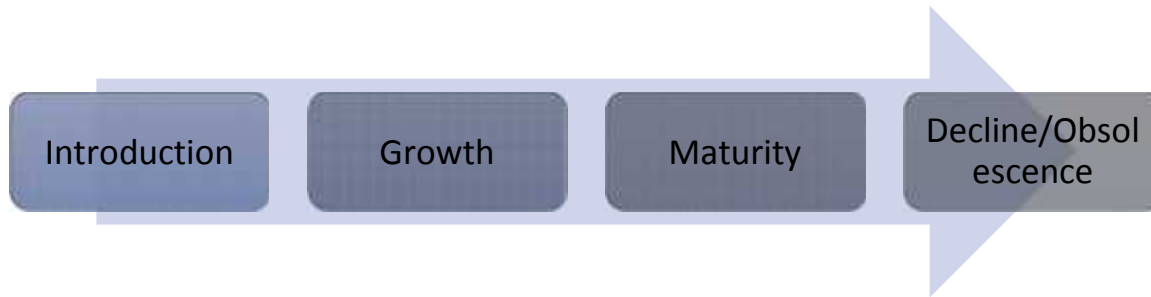 Introduction
Growth
Maturity
Decline/Obsol
escence